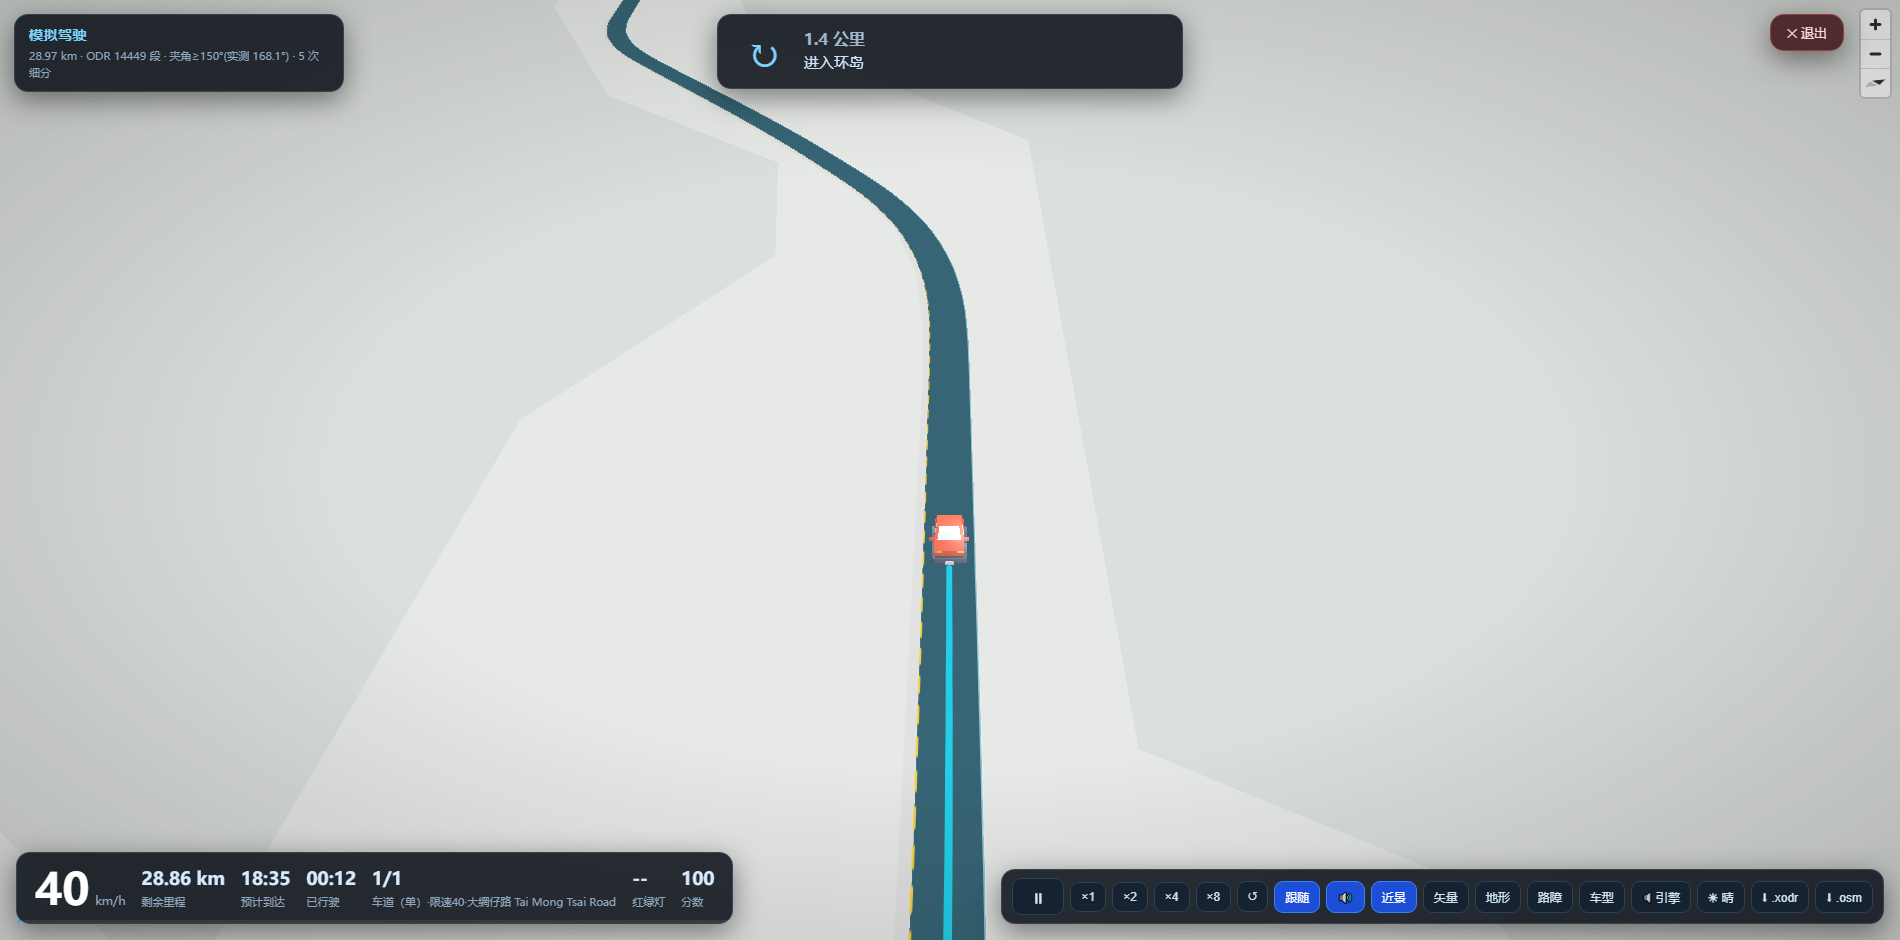 模拟驾驶
28.97 km · ODR 14449 段 · 夹角≥150°(实测 168.1°) · 5 次
细分
1.4 公里
进入环岛
退出
40 km/h
28.86 km
剩余里程
18:35
预计到达
00:12
已行驶
1/1
车道（单）·限速40·大網仔路 Tai Mong Tsai Road
--
红绿灯
100
分数
×1
×2
×4
×8
跟随
近景
矢量
地形
路障
车型
引擎
晴
.xodr
.osm